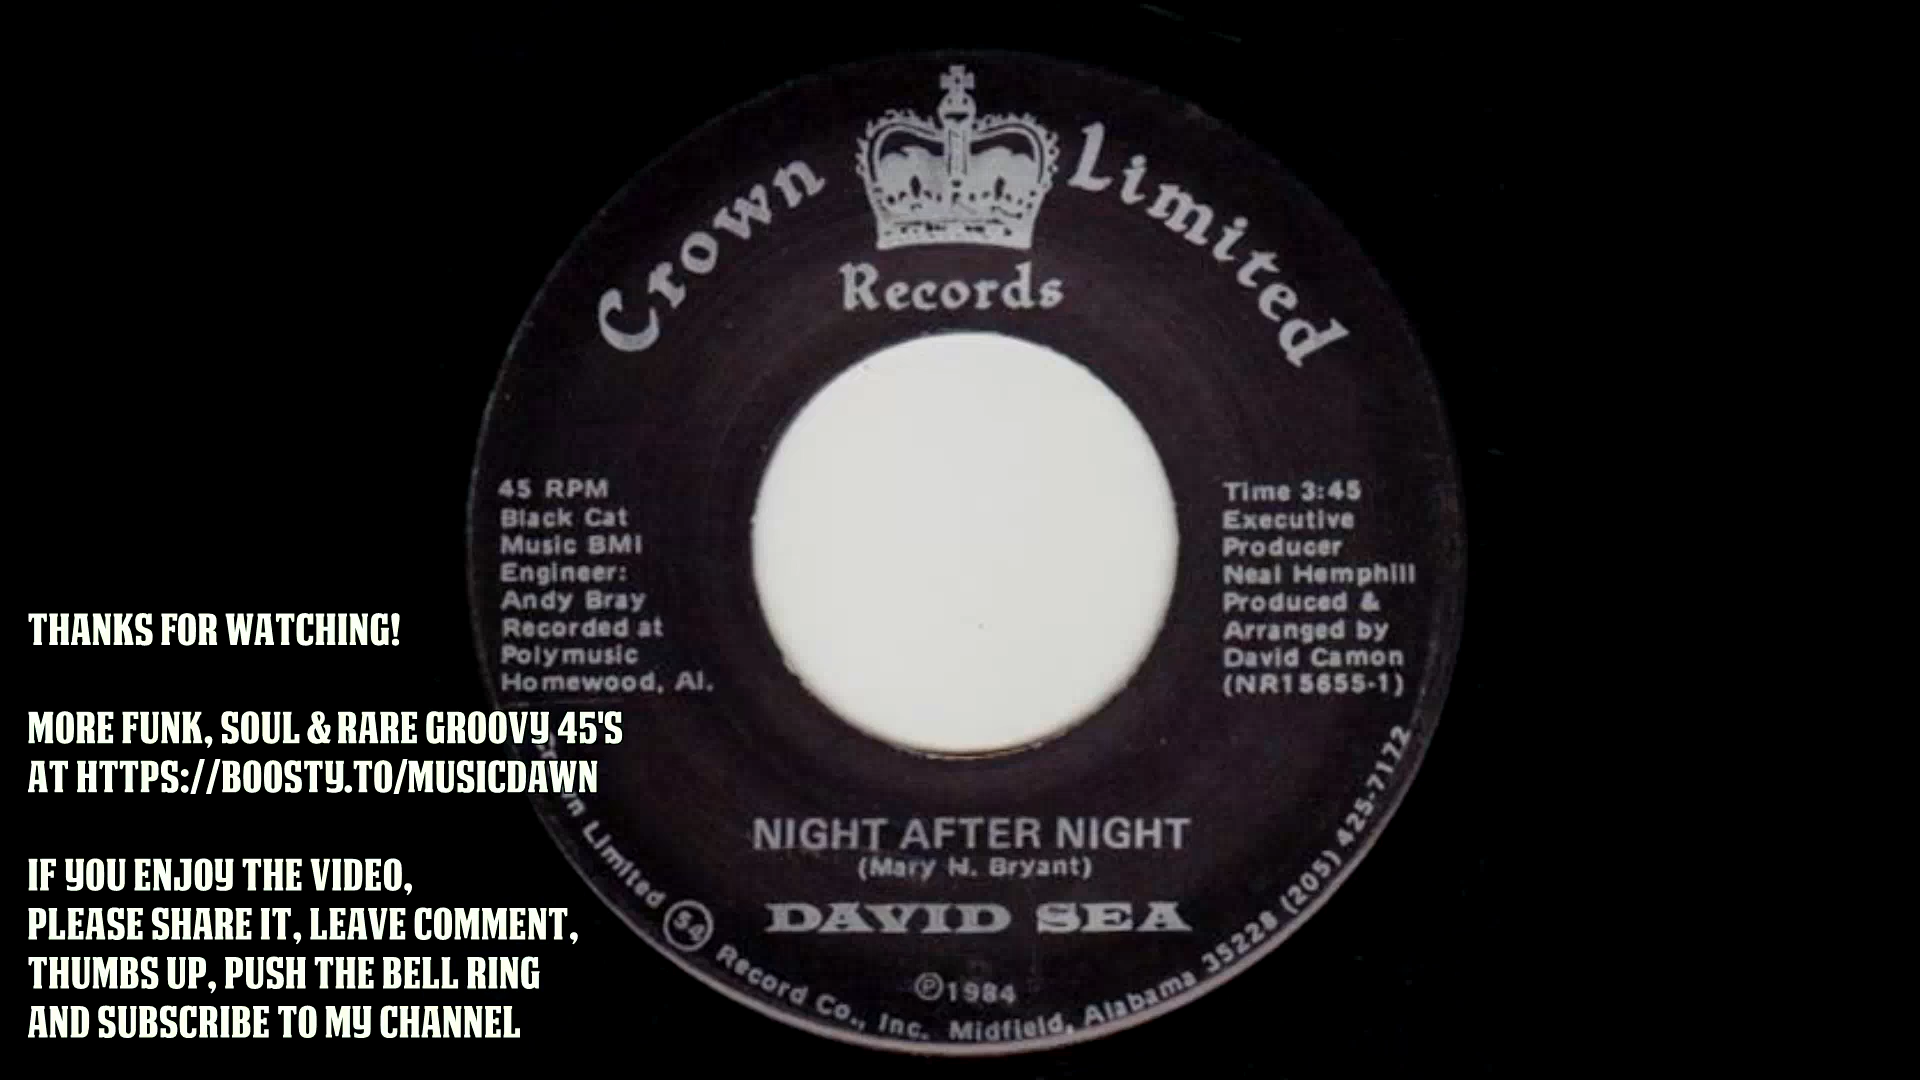 Crown Limited
Records
45 RPM
Black Cat
Music BMI
Engineer:
Andy Bray
Recorded at
Polymusic
Homewood, Al.
Time 3:45
Executive
Producer
Neal Hemphill
Produced &
Arranged by
David Camon
(NR15655-1)
NIGHT AFTER NIGHT
(Mary H. Bryant)
DAVID SEA
℗1984
Crown Limited 54 Record Co., Inc. Midfield, Alabama 35228 (205) 425-7172
THANKS FOR WATCHING!
MORE FUNK, SOUL & RARE GROOVY 45'S
AT HTTPS://BOOSTY.TO/MUSICDAWN
IF YOU ENJOY THE VIDEO,
PLEASE SHARE IT, LEAVE COMMENT,
THUMBS UP, PUSH THE BELL RING
AND SUBSCRIBE TO MY CHANNEL